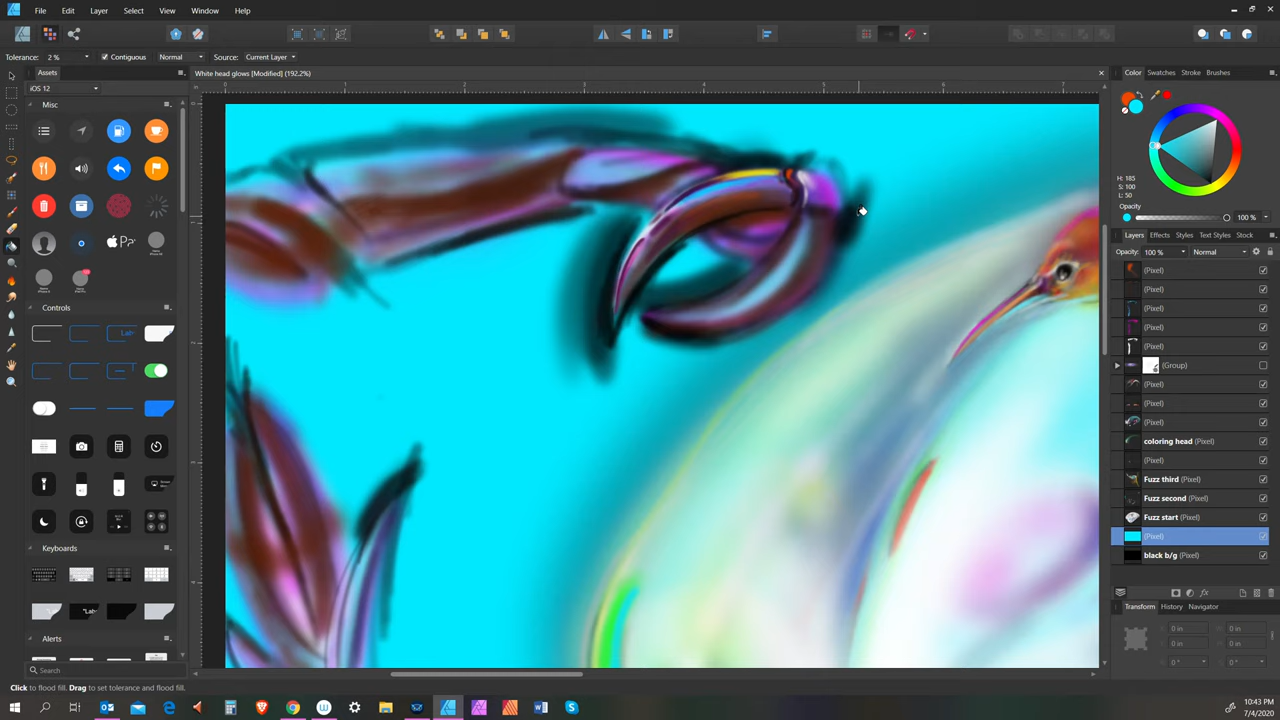 File Edit Layer Select View Window Help
Tolerance: 2 % Contiguous Normal Source: Current Layer
Assets
White head glows [Modified] (192.2%)
Color Swatches Stroke Brushes
iOS 12
Misc
H: 185
S: 100
L: 50
Opacity
100 %
Layers Effects Styles Text Styles Stock
Opacity: 100 % Normal
(Pixel)
(Pixel)
(Pixel)
(Pixel)
(Pixel)
(Group)
(Pixel)
(Pixel)
(Pixel)
coloring head (Pixel)
(Pixel)
Fuzz third (Pixel)
Fuzz second (Pixel)
Fuzz start (Pixel)
(Pixel)
black b/g (Pixel)
Controls
Keyboards
Alerts
Search
Transform History Navigator
X: 0 in W: 0 in
Y: 0 in H: 0 in
0 ° 0 °
Click to flood fill. Drag to set tolerance and flood fill.
10:43 PM
7/4/2020